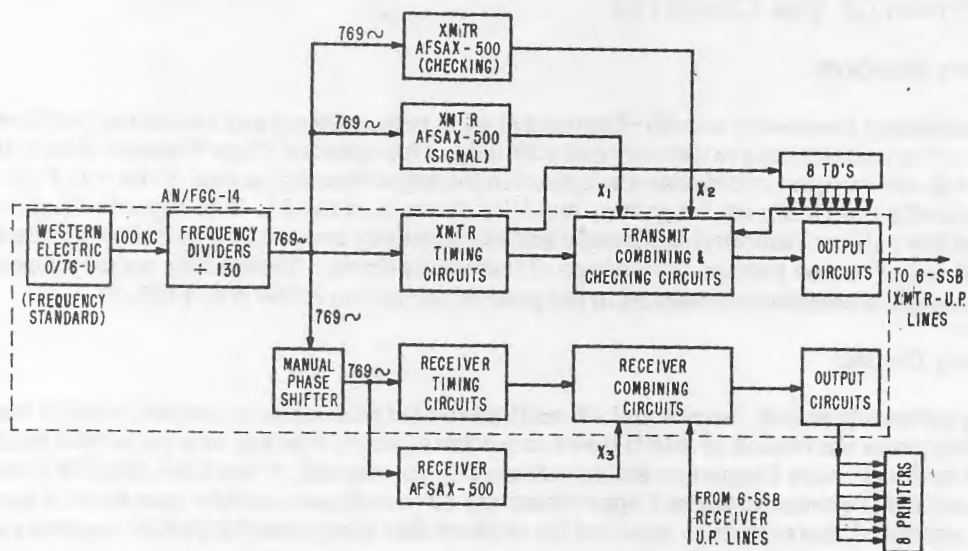 769~
XMITR
AFSAX-500
(CHECKING)
769~
XMTR
AFSAX-500
(SIGNAL)
8 TD'S
AN/FGC-14
X1
X2
WESTERN
ELECTRIC
O/76-U
(FREQUENCY
STANDARD)
100KC
FREQUENCY
DIVIDERS
÷ 130
769~
XMTR
TIMING
CIRCUITS
TRANSMIT
COMBINING &
CHECKING CIRCUITS
OUTPUT
CIRCUITS
TO 6-SSB
XMTR-U.P.
LINES
769~
MANUAL
PHASE
SHIFTER
769~
RECEIVER
TIMING
CIRCUITS
RECEIVER
COMBINING
CIRCUITS
OUTPUT
CIRCUITS
X3
RECEIVER
AFSAX-500
FROM 6-SSB
RECEIVER
U.P. LINES
8 PRINTERS